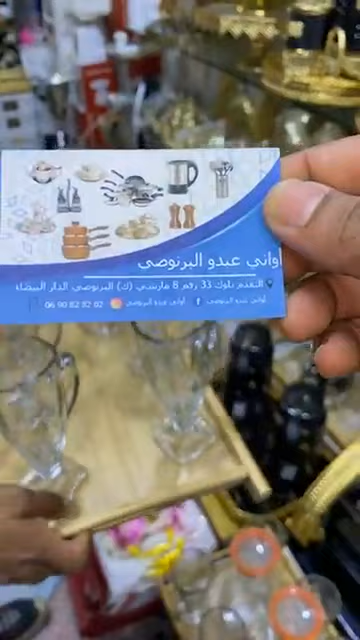 أواني عبدو البرنوصي
التقدم بلوك 33 رقم 8 مارشي (ك) البرنوصي الدار البيضاء
أواني عبدو البرنوصي أواني عبدو البرنوصي 06 90 82 82 02